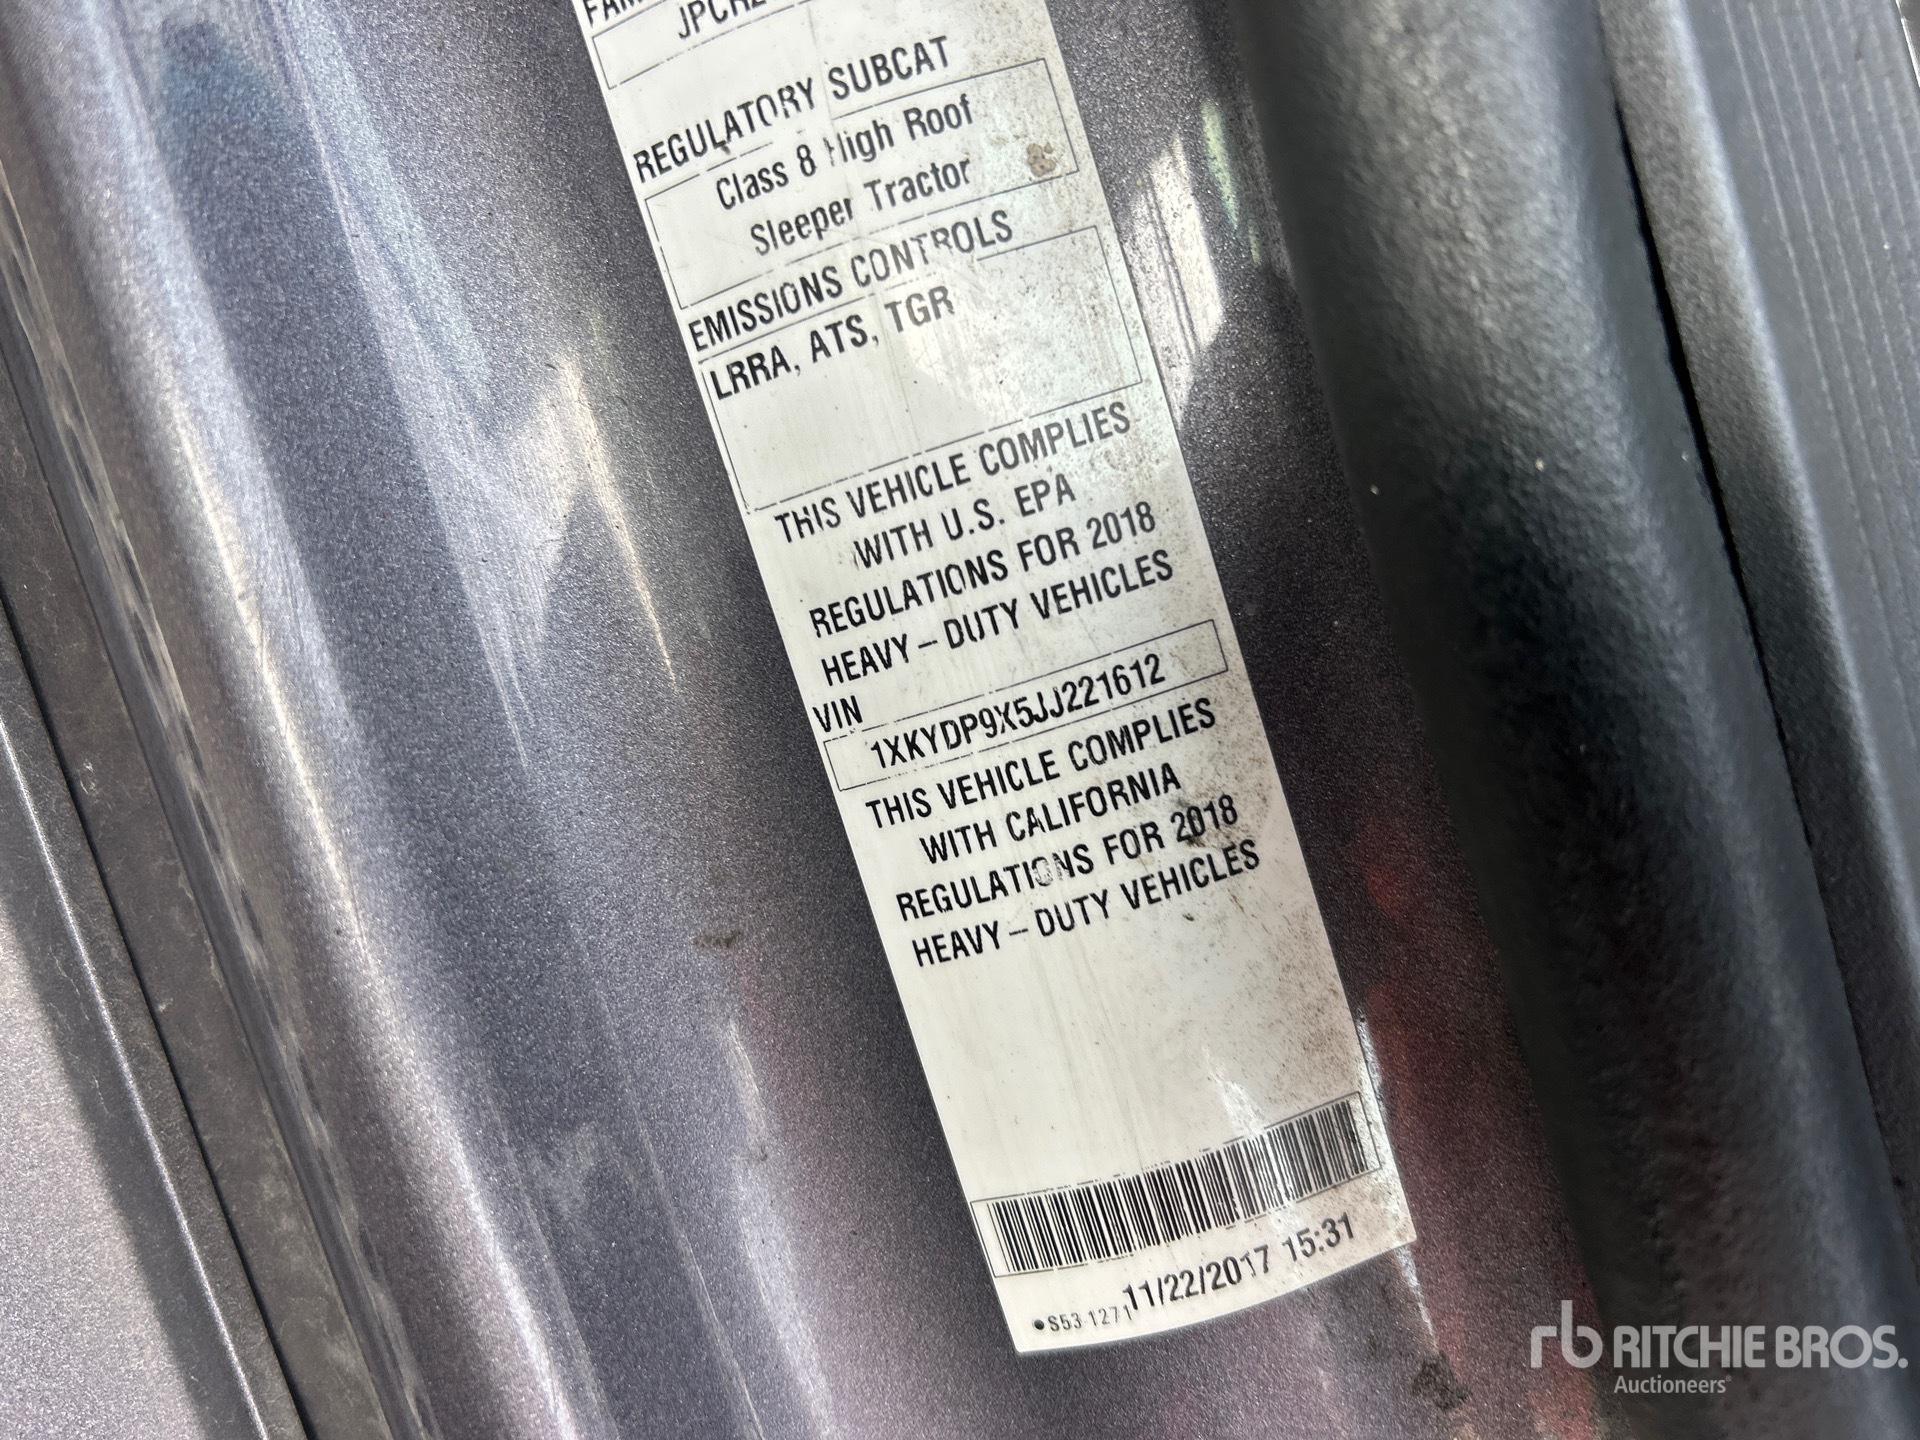 REGULATORY SUBCAT
Class 8 High Roof
Sleeper Tractor
EMISSIONS CONTROLS
LRRA, ATS, TGR
THIS VEHICLE COMPLIES
WITH U.S. EPA
REGULATIONS FOR 2018
HEAVY – DUTY VEHICLES
VIN
1XKYDP9X5JJ221612
THIS VEHICLE COMPLIES
WITH CALIFORNIA
REGULATIONS FOR 2018
HEAVY – DUTY VEHICLES
11/22/2017 15:31
•S53-1271
rb RITCHIE BROS.
Auctioneers